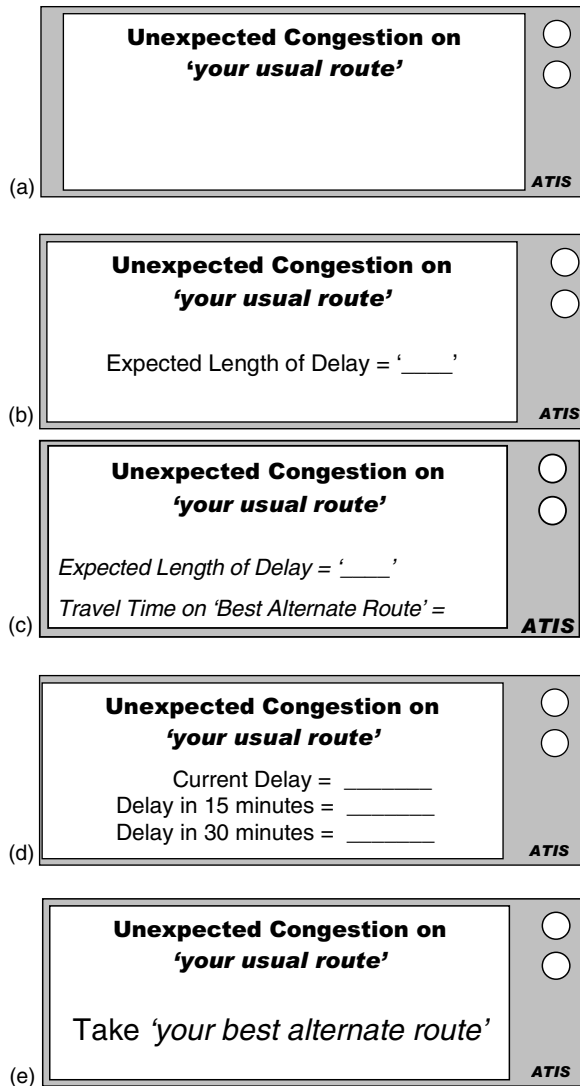 Unexpected Congestion on
‘your usual route’
(a)
ATIS
Unexpected Congestion on
‘your usual route’
Expected Length of Delay = ‘____’
(b)
ATIS
Unexpected Congestion on
‘your usual route’
Expected Length of Delay = ‘____’
Travel Time on ‘Best Alternate Route’ =
(c)
ATIS
Unexpected Congestion on
‘your usual route’
Current Delay = _______
Delay in 15 minutes = _______
Delay in 30 minutes = _______
(d)
ATIS
Unexpected Congestion on
‘your usual route’
Take ‘your best alternate route’
(e)
ATIS